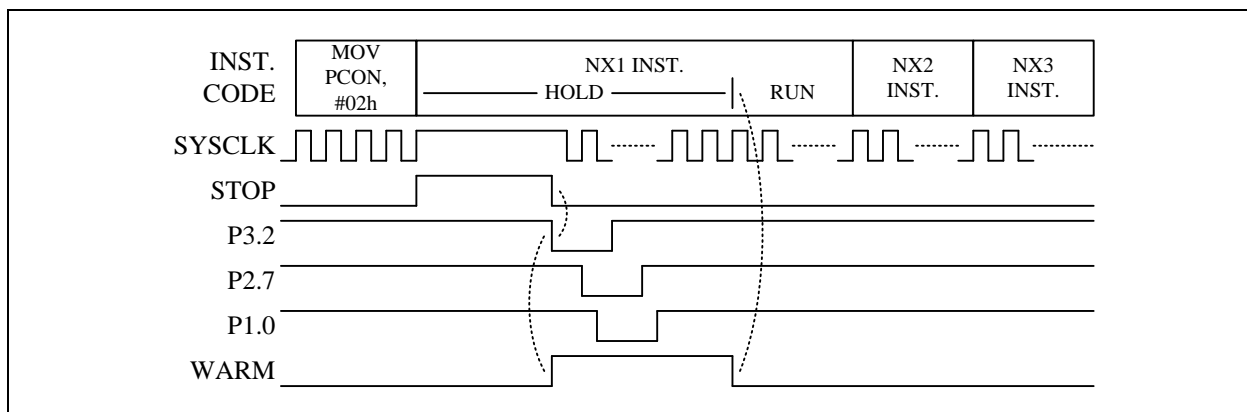 INST.
CODE
MOV
PCON,
#02h
NX1 INST.
HOLD
RUN
NX2
INST.
NX3
INST.
SYSCLK
STOP
P3.2
P2.7
P1.0
WARM